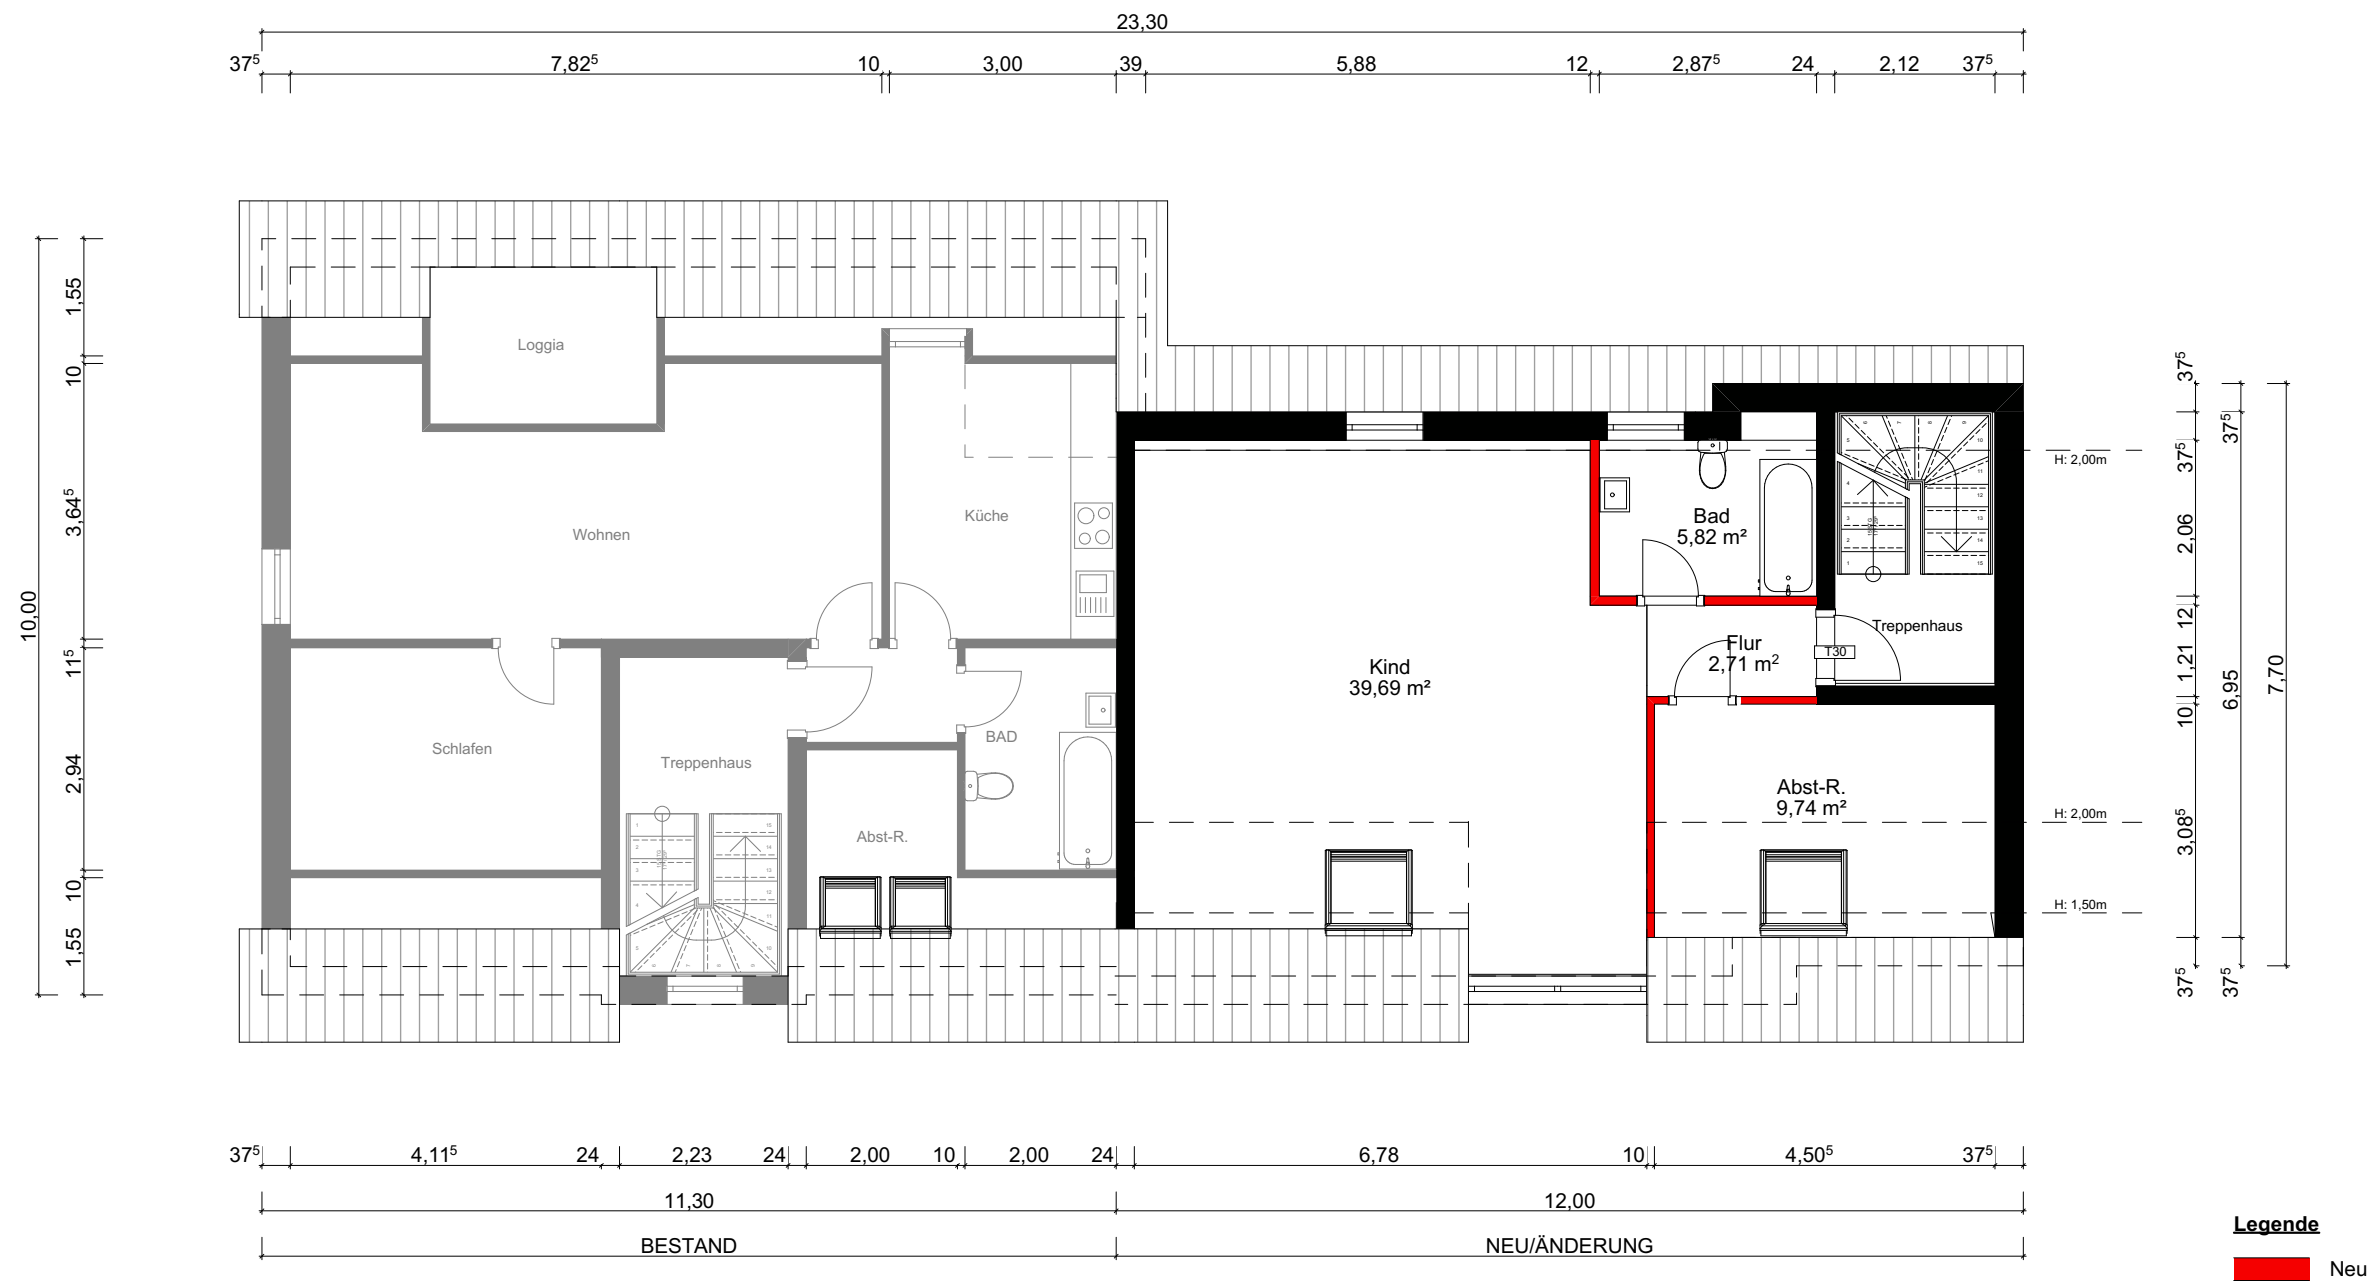 23,30
37⁵ 7,82⁵ 10 3,00 39 5,88 12 2,87⁵ 24 2,12 37⁵
10,00
1,55
10
3,64⁵
11⁵
2,94
10
1,55
Loggia
Wohnen
Küche
Schlafen
Treppenhaus
BAD
Abst-R.
Kind
39,69 m²
Bad
5,82 m²
Flur
2,71 m²
T30
Treppenhaus
Abst-R.
9,74 m²
H: 2,00m
H: 2,00m
H: 1,50m
37⁵
37⁵
2,06
12
1,21
10
3,08⁵
37⁵
37⁵
6,95
37⁵
7,70
37⁵ 4,11⁵ 24 2,23 24 2,00 10 2,00 24 6,78 10 4,50⁵ 37⁵
11,30 12,00
BESTAND NEU/ÄNDERUNG
Legende
Neu